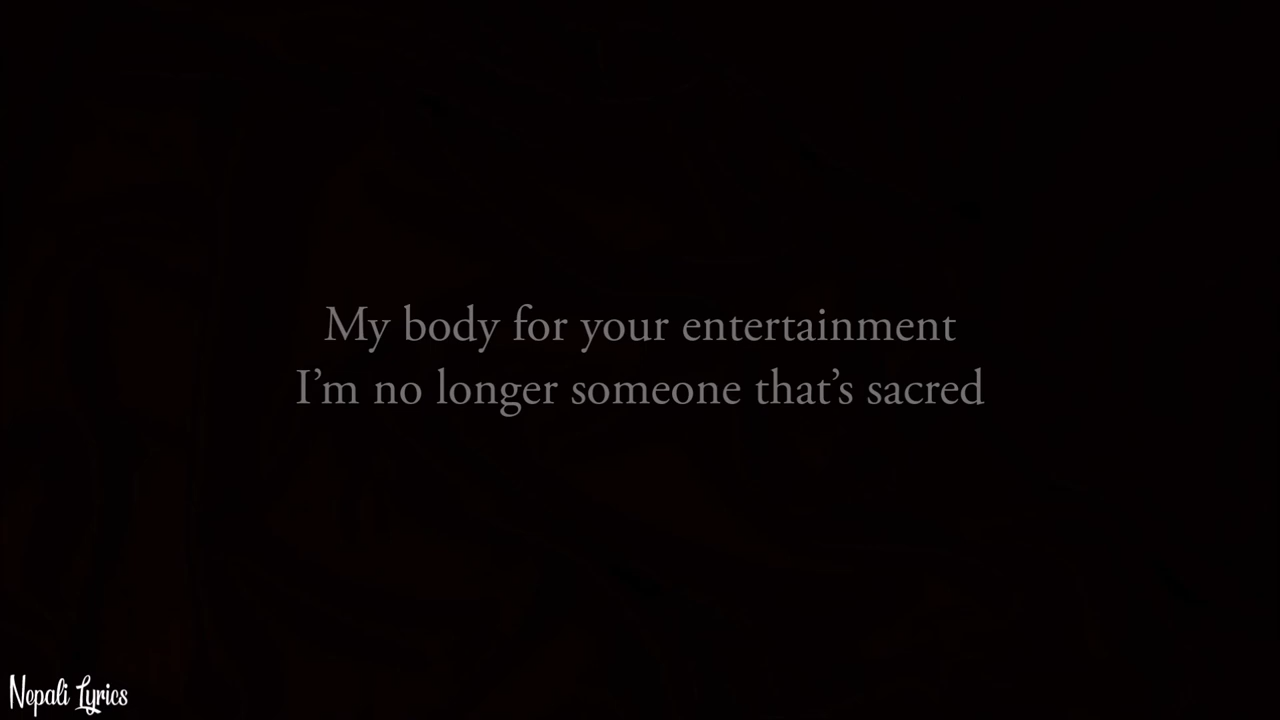 My body for your entertainment
I’m no longer someone that’s sacred
Nepali Lyrics